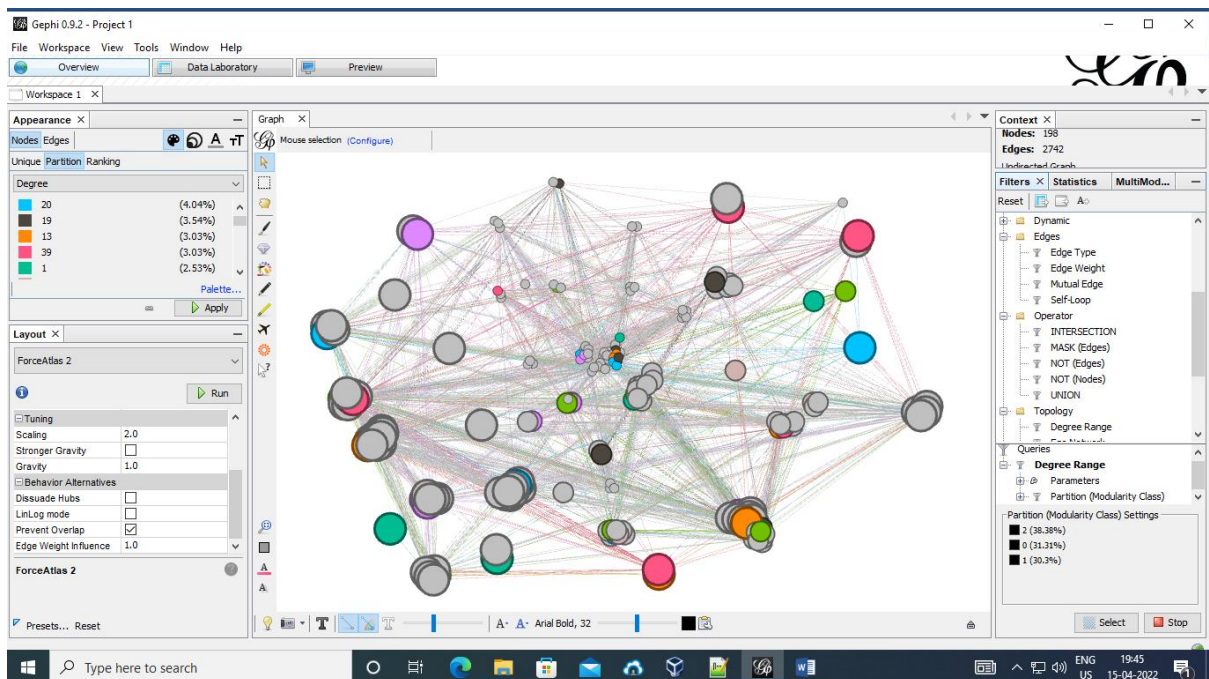 Gephi 0.9.2 - Project 1
File Workspace View Tools Window Help
Overview Data Laboratory Preview
Workspace 1 X
Appearance X
Nodes Edges
Unique Partition Ranking
Degree
20 (4.04%)
19 (3.54%)
13 (3.03%)
39 (3.03%)
1 (2.53%)
Palette...
Apply
Layout X
ForceAtlas 2
Run
Tuning
Scaling 2.0
Stronger Gravity
Gravity 1.0
Behavior Alternatives
Dissuade Hubs
LinLog mode
Prevent Overlap
Edge Weight Influence 1.0
ForceAtlas 2
Presets... Reset
Graph X
Mouse selection (Configure)
A- A- Arial Bold, 32
Context X
Nodes: 198
Edges: 2742
Undirected Graph
Filters X Statistics MultiMod...
Reset
Dynamic
Edges
Edge Type
Edge Weight
Mutual Edge
Self-Loop
Operator
INTERSECTION
MASK (Edges)
NOT (Edges)
NOT (Nodes)
UNION
Topology
Degree Range
Queries
Degree Range
Parameters
Partition (Modularity Class)
Partition (Modularity Class) Settings
2 (38.38%)
0 (31.31%)
1 (30.3%)
Select Stop
Type here to search
ENG 19:45
US 15-04-2022